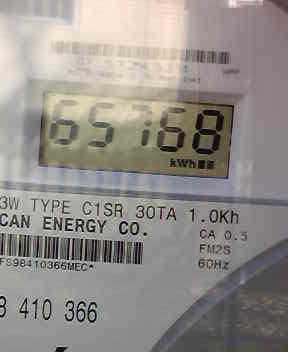 65768
kWh
3W TYPE C1SR 30TA 1.0Kh
CAN ENERGY CO.
CA 0.5
FM2S
FS98410366MEC*
60Hz
8 410 366